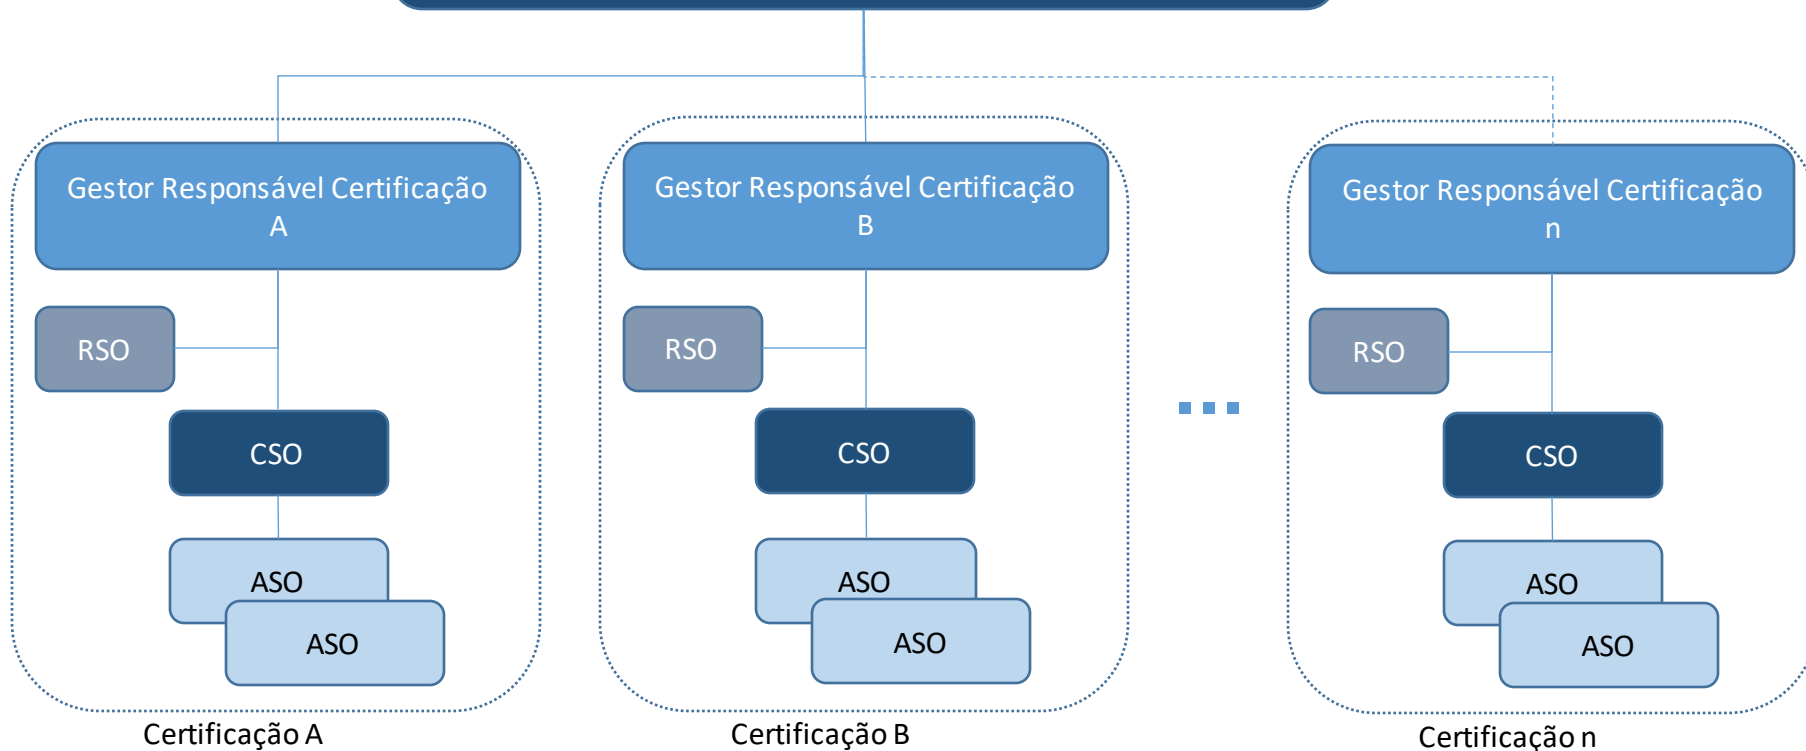 Gestor Responsável Certificação
A
RSO
CSO
ASO
ASO
Certificação A
Gestor Responsável Certificação
B
RSO
CSO
ASO
ASO
Certificação B
Gestor Responsável Certificação
n
RSO
CSO
ASO
ASO
Certificação n